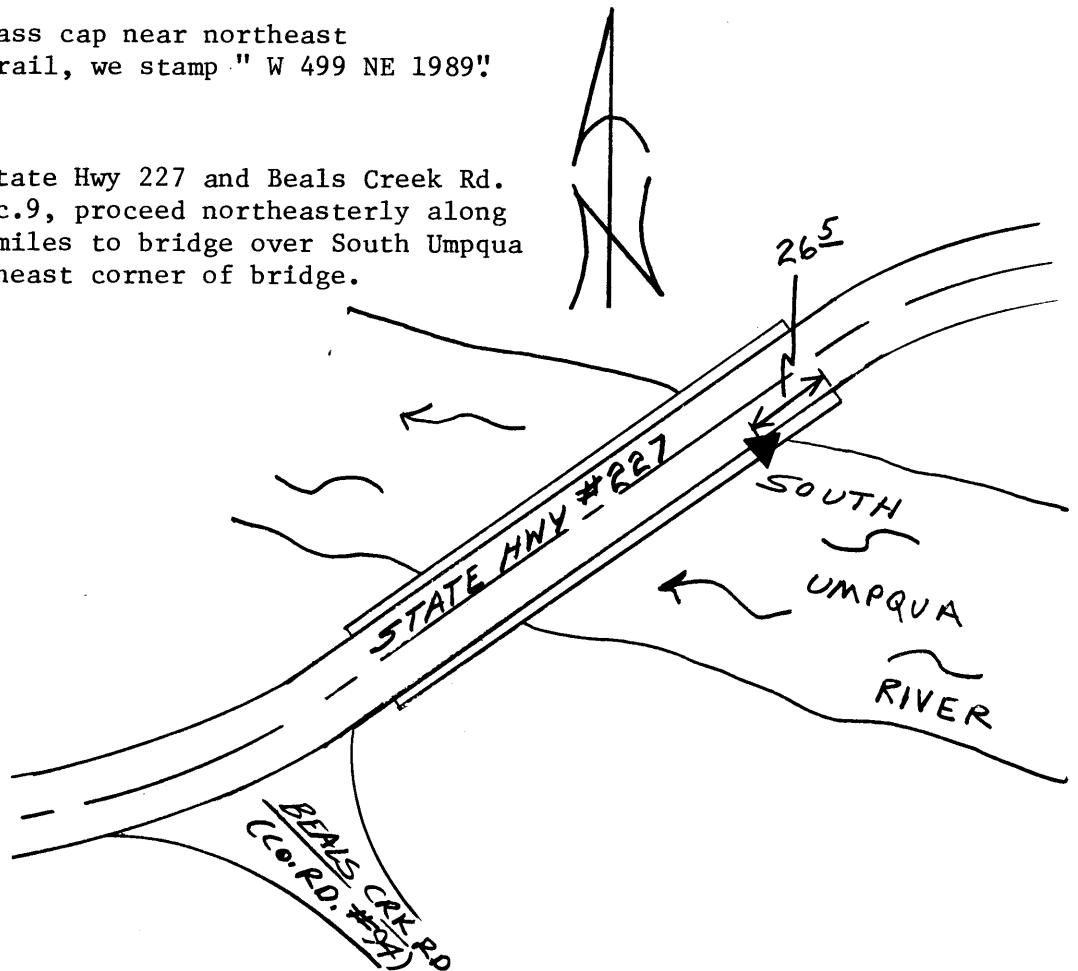 ass cap near northeast
rail, we stamp " W 499 NE 1989".
tate Hwy 227 and Beals Creek Rd.
c.9, proceed northeasterly along
miles to bridge over South Umpqua
heast corner of bridge.
N
26 5
STATE HWY #227
SOUTH
UMPQUA
RIVER
BEALS CRK RD
(CO. RD. #94)